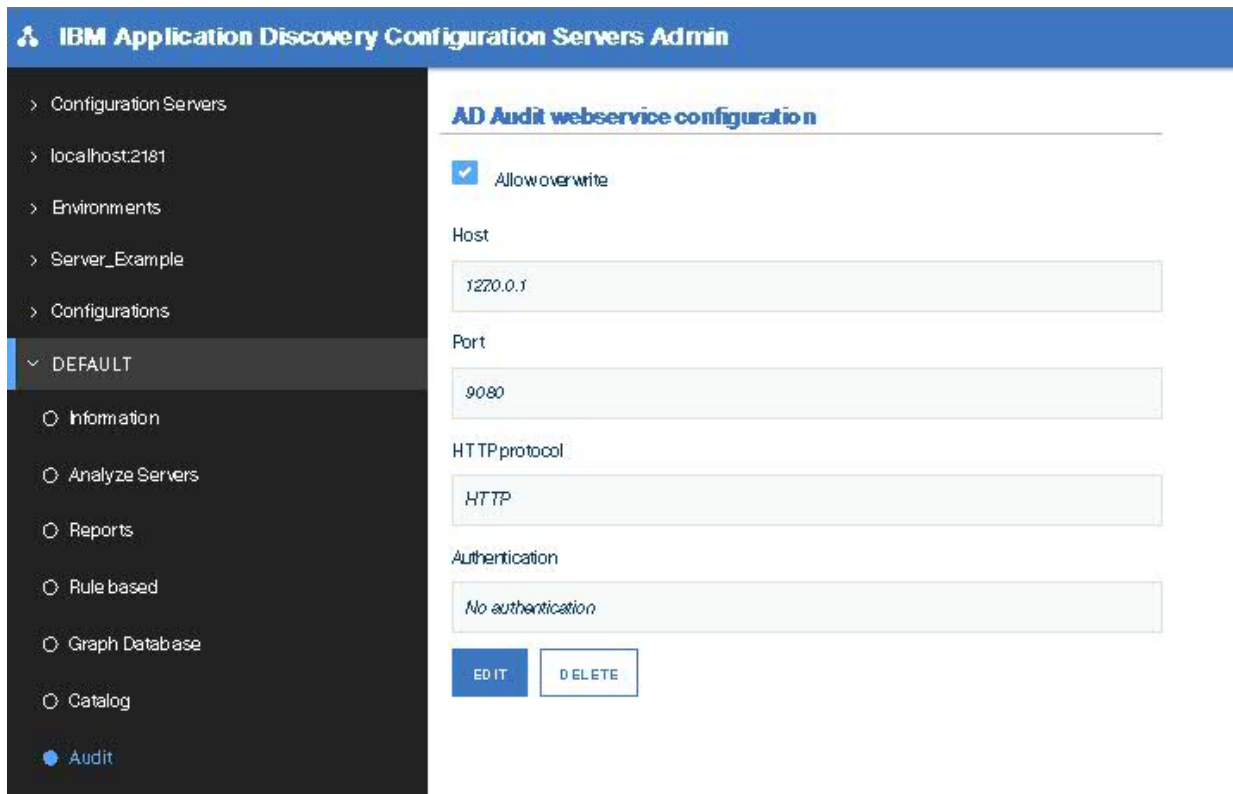 IBM Application Discovery Configuration Servers Admin
Configuration Servers
localhost:2181
Environments
Server_Example
Configurations
DEFAULT
Information
Analyze Servers
Reports
Rule based
Graph Database
Catalog
Audit
AD Audit webservice configuration
Allow overwrite
Host
127.0.0.1
Port
9080
HTTP protocol
HTTP
Authentication
No authentication
EDIT
DELETE